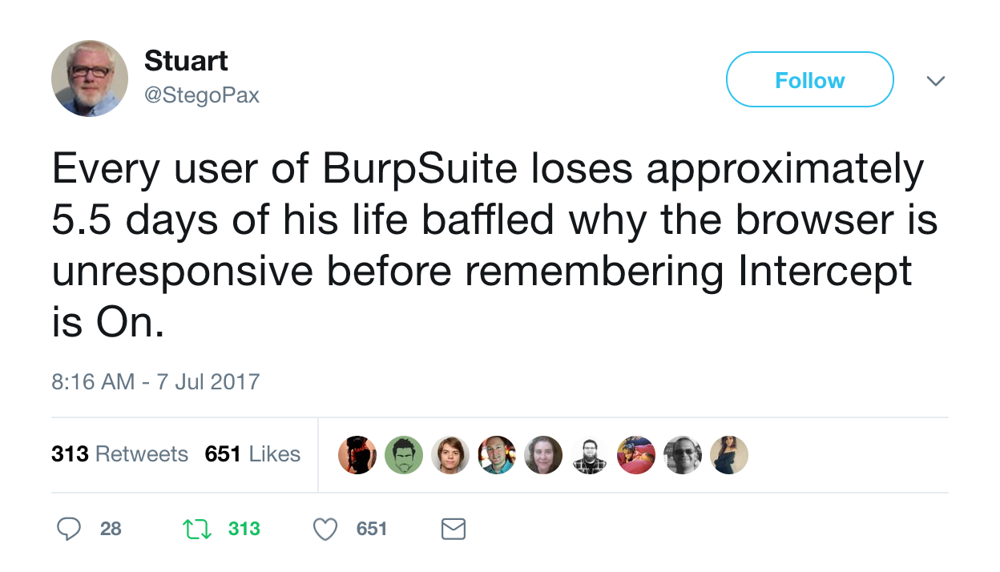 Stuart
@StegoPax
Follow
Every user of BurpSuite loses approximately
5.5 days of his life baffled why the browser is
unresponsive before remembering Intercept
is On.
8:16 AM - 7 Jul 2017
313 Retweets 651 Likes
28 313 651